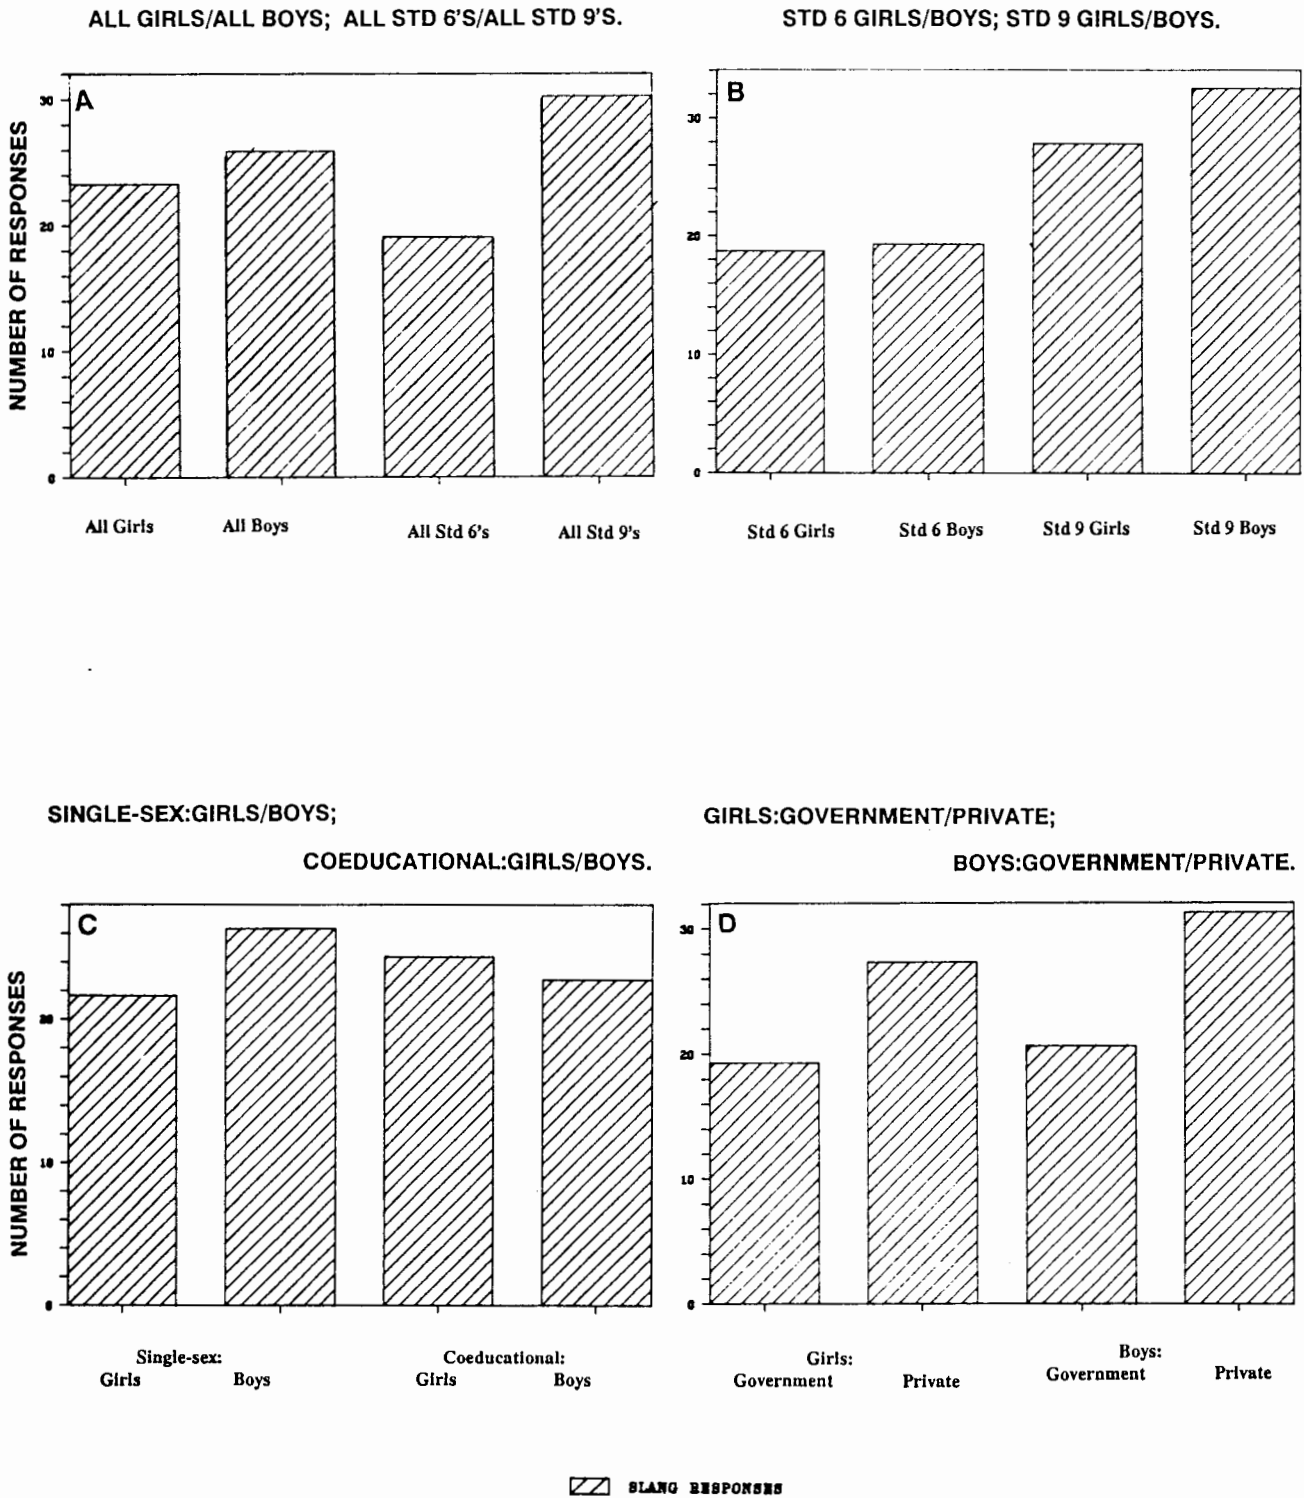 ALL GIRLS/ALL BOYS; ALL STD 6'S/ALL STD 9'S.
A
NUMBER OF RESPONSES
30
20
10
0
All Girls All Boys All Std 6's All Std 9's
STD 6 GIRLS/BOYS; STD 9 GIRLS/BOYS.
B
30
20
10
0
Std 6 Girls Std 6 Boys Std 9 Girls Std 9 Boys
SINGLE-SEX:GIRLS/BOYS;
COEDUCATIONAL:GIRLS/BOYS.
C
NUMBER OF RESPONSES
20
10
0
Single-sex: Coeducational:
Girls Boys Girls Boys
GIRLS:GOVERNMENT/PRIVATE;
BOYS:GOVERNMENT/PRIVATE.
D
30
20
10
0
Girls: Boys:
Government Private Government Private
SLANG RESPONSES